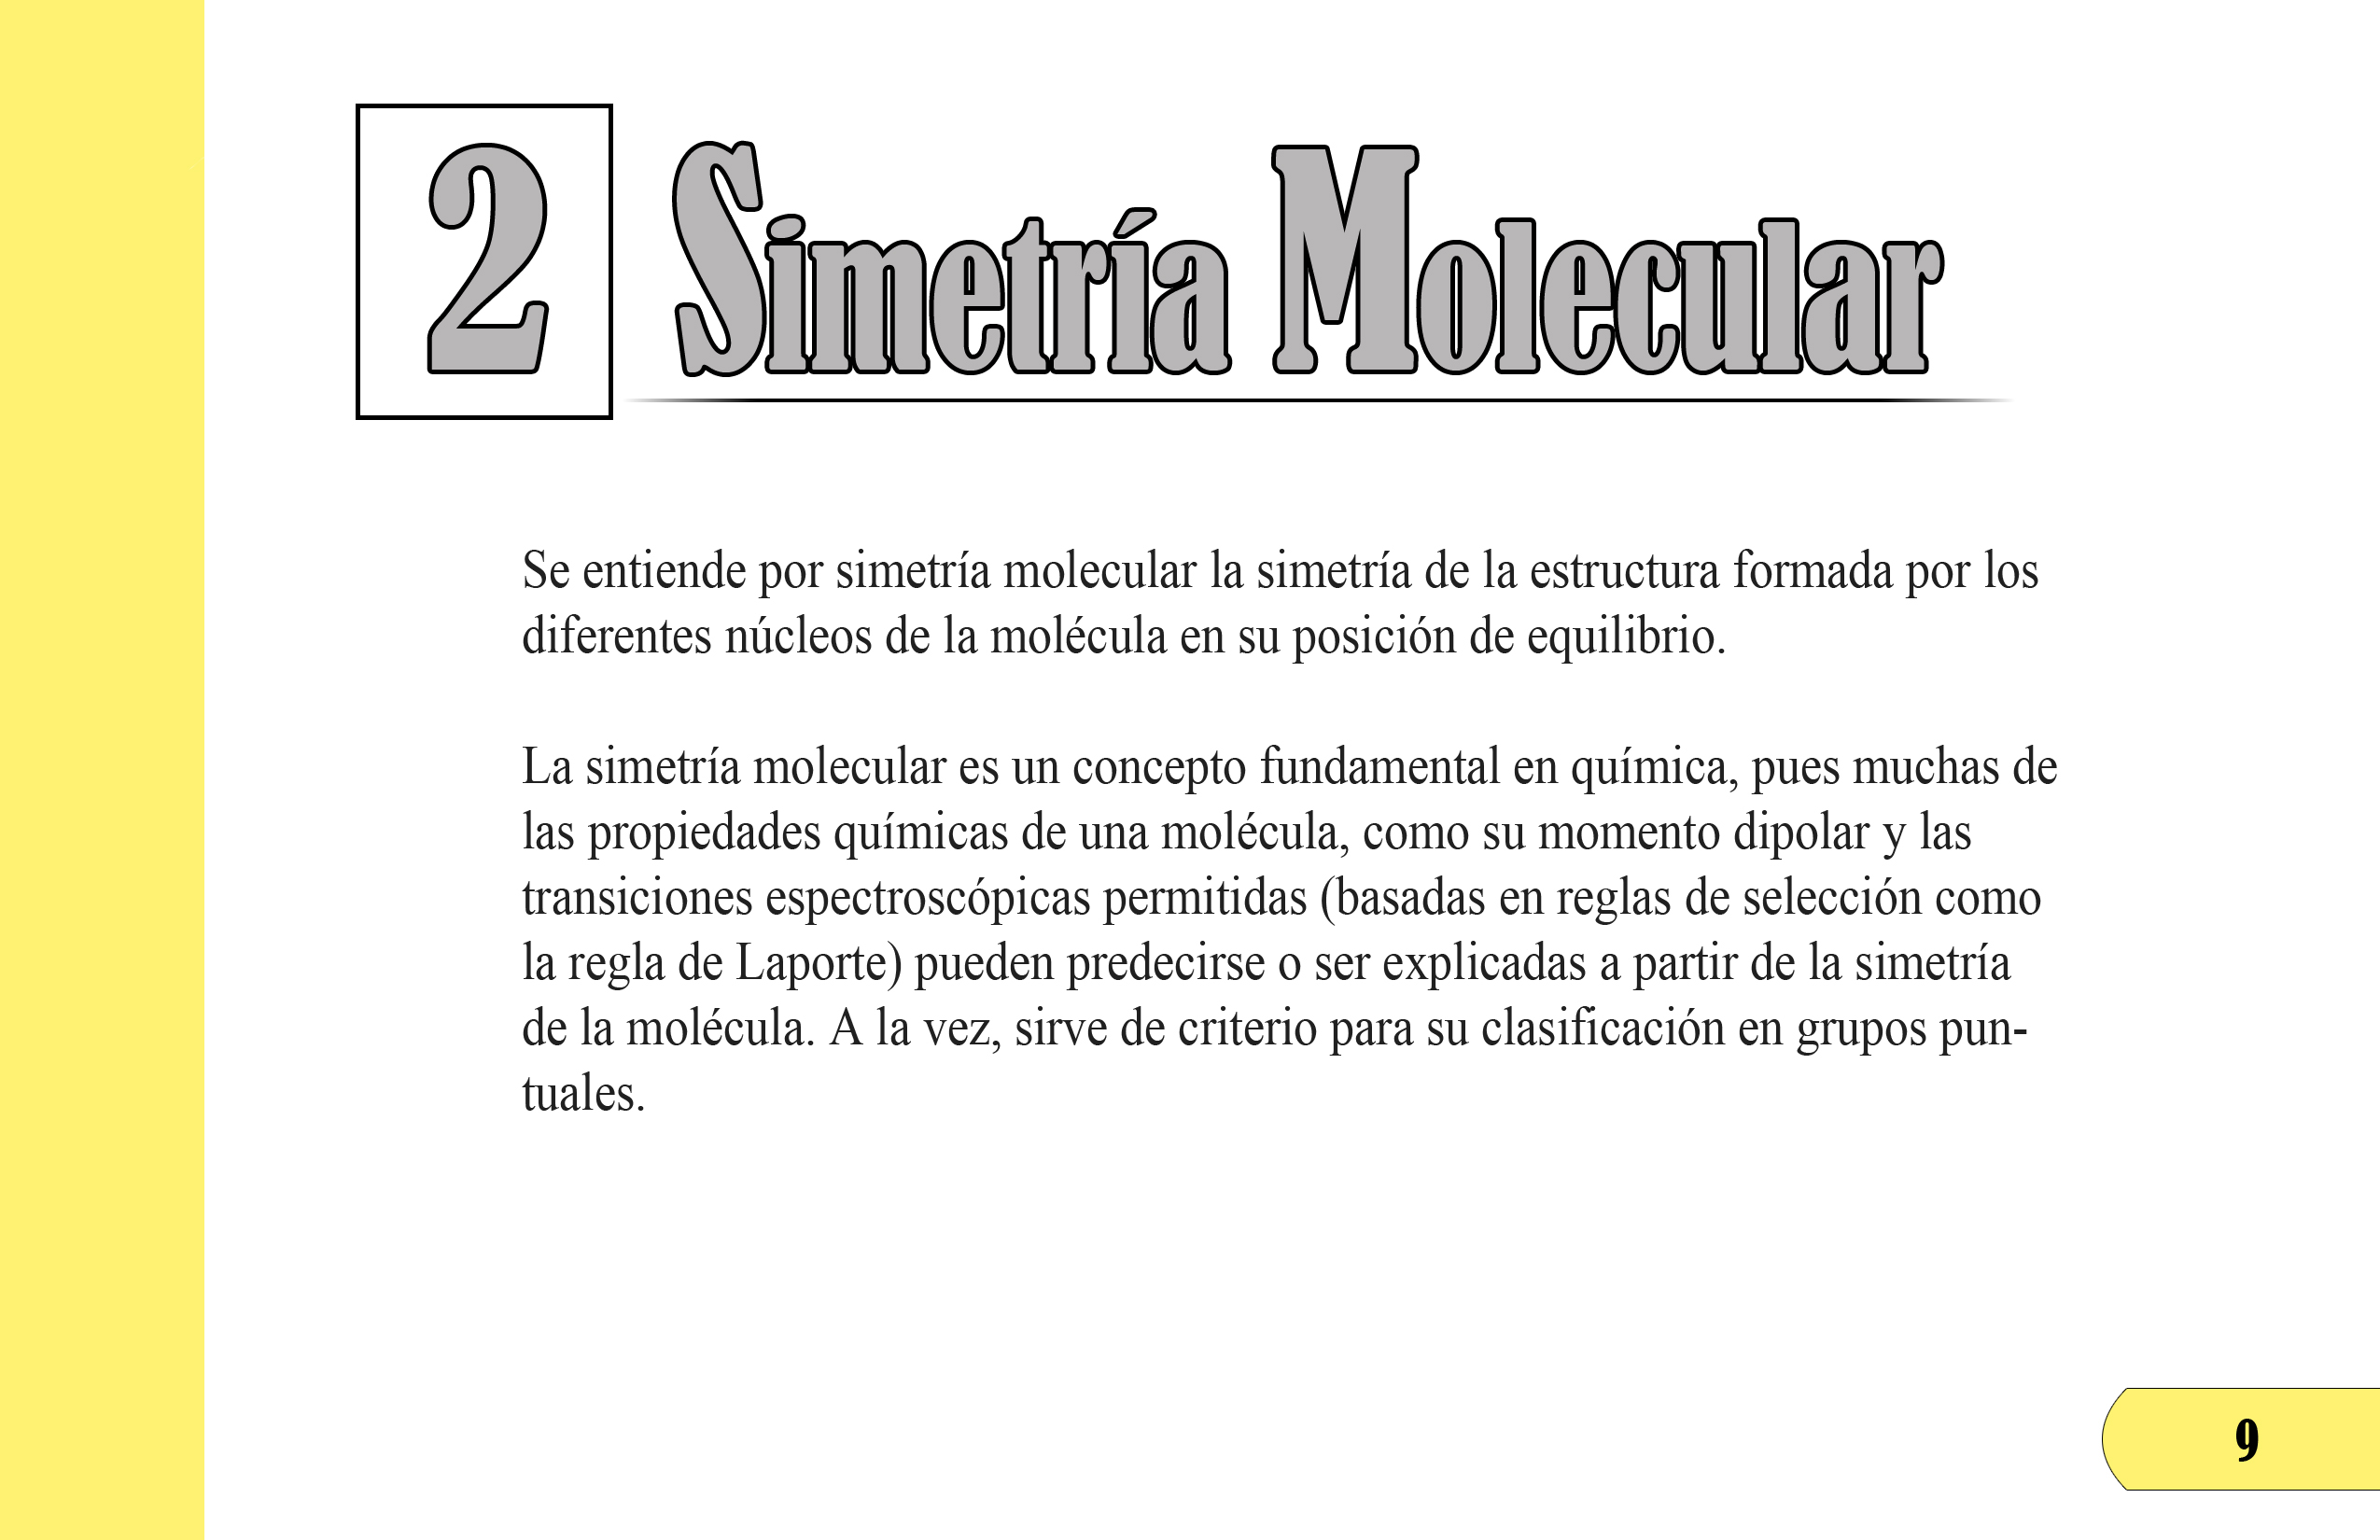 2 Simetría Molecular
Se entiende por simetría molecular la simetría de la estructura formada por los
diferentes núcleos de la molécula en su posición de equilibrio.
La simetría molecular es un concepto fundamental en química, pues muchas de
las propiedades químicas de una molécula, como su momento dipolar y las
transiciones espectroscópicas permitidas (basadas en reglas de selección como
la regla de Laporte) pueden predecirse o ser explicadas a partir de la simetría
de la molécula. A la vez, sirve de criterio para su clasificación en grupos pun-
tuales.
9